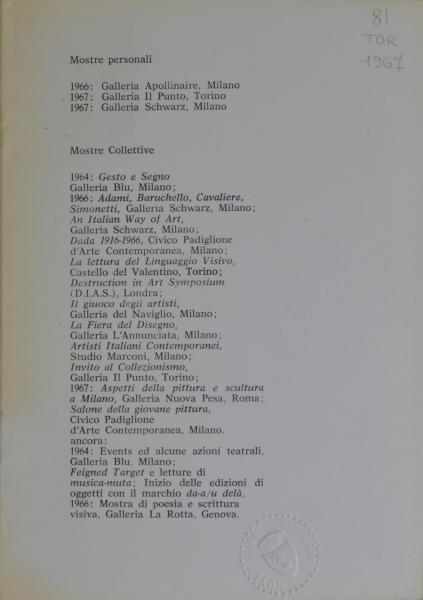 81
TOR
1967
Mostre personali
1966: Galleria Apollinaire, Milano
1967: Galleria Il Punto, Torino
1967: Galleria Schwarz, Milano
Mostre Collettive
1964: Gesto e Segno
Galleria Blu, Milano;
1966: Adami, Baruchello, Cavaliere,
Simonetti, Galleria Schwarz, Milano;
An Italian Way of Art,
Galleria Schwarz, Milano;
Dada 1916-1966, Civico Padiglione
d'Arte Contemporanea, Milano;
La lettura del Linguaggio Visivo,
Castello del Valentino, Torino;
Destruction in Art Symposium
(D.I.A.S.), Londra;
Il giuoco degli artisti,
Galleria del Naviglio, Milano;
La Fiera del Disegno,
Galleria L'Annunciata, Milano;
Artisti Italiani Contemporanei,
Studio Marconi, Milano;
Invito al Collezionismo,
Galleria Il Punto, Torino;
1967: Aspetti della pittura e scultura
a Milano, Galleria Nuova Pesa, Roma;
Salone della giovane pittura,
Civico Padiglione
d'Arte Contemporanea, Milano.
ancora:
1964: Events ed alcune azioni teatrali,
Galleria Blu, Milano;
Feigned Target e letture di
musica-muta; Inizio delle edizioni di
oggetti con il marchio da-a/u delà,
1966: Mostra di poesia e scrittura
visiva, Galleria La Rotta, Genova.